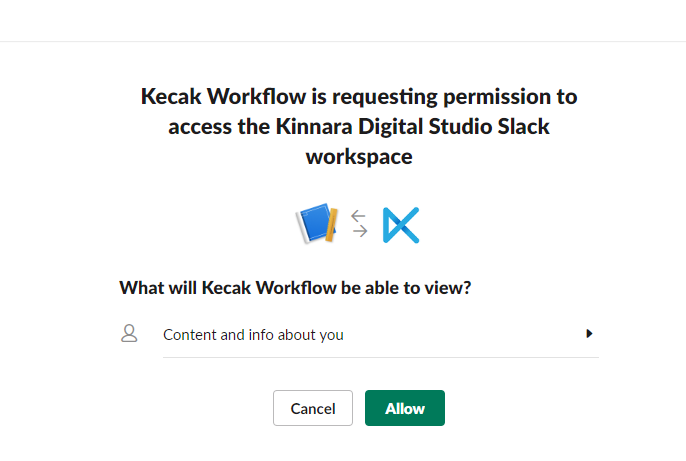 Kecak Workflow is requesting permission to
access the Kinnara Digital Studio Slack
workspace
What will Kecak Workflow be able to view?
Content and info about you
Cancel
Allow